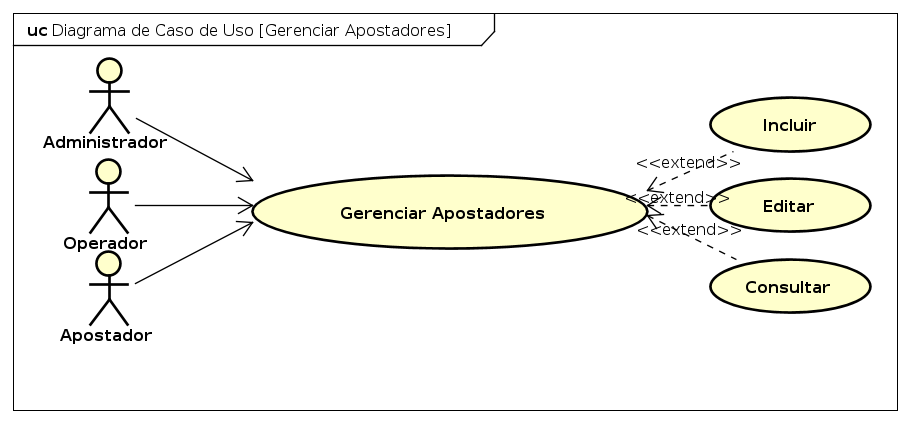 uc Diagrama de Caso de Uso [Gerenciar Apostadores]
Administrador
Operador
Apostador
Gerenciar Apostadores
<<extend>>
<<extend>>
<<extend>>
Incluir
Editar
Consultar